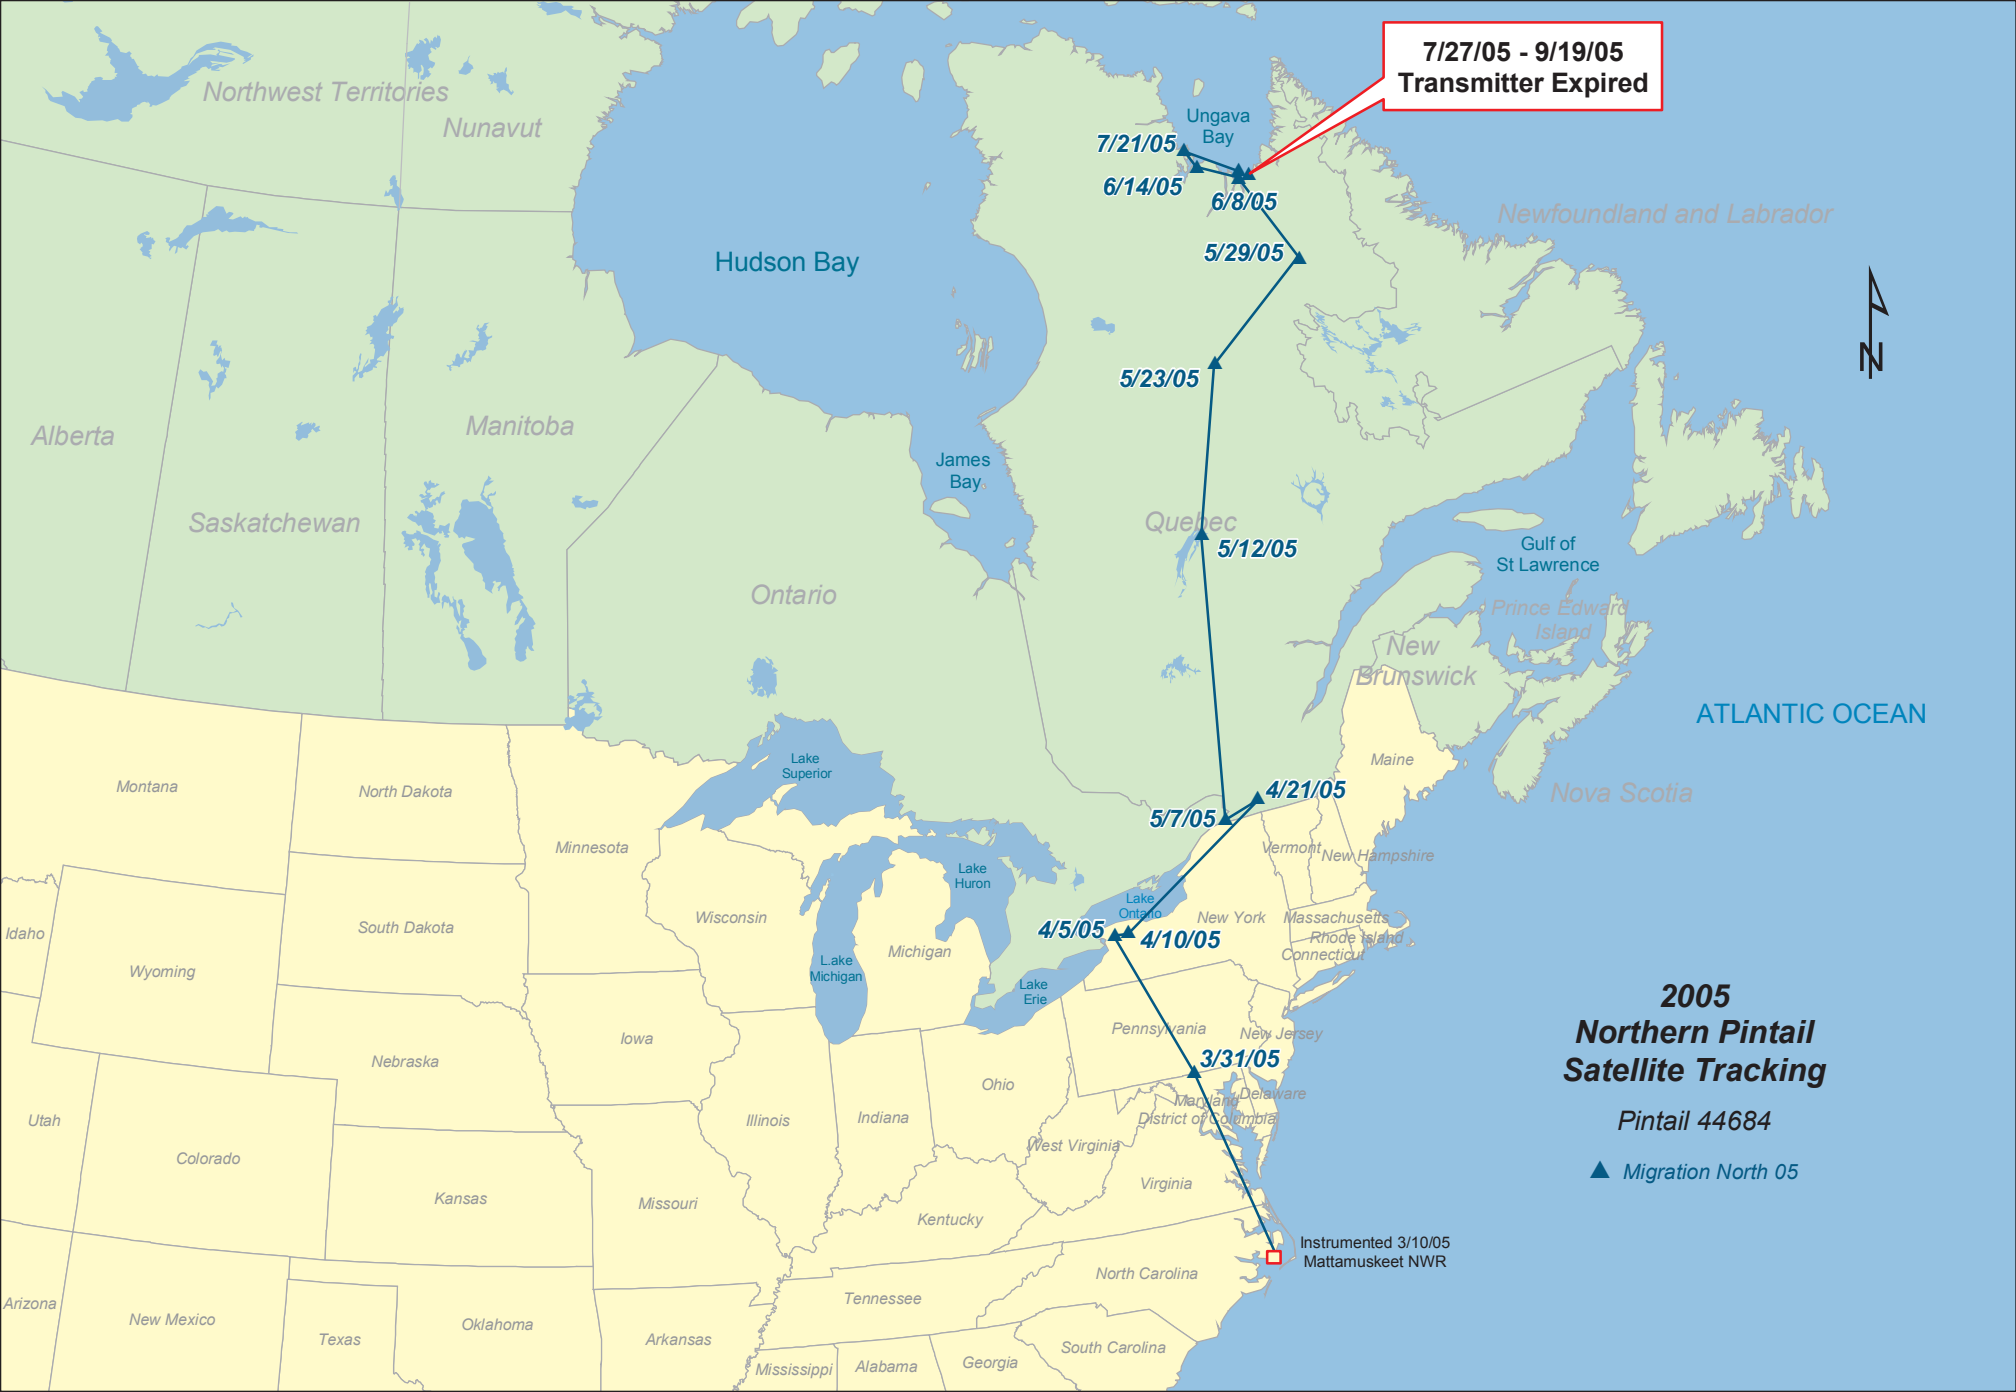 7/27/05 - 9/19/05
Transmitter Expired
Northwest Territories
Nunavut
Ungava
Bay
7/21/05
6/14/05
6/8/05
Newfoundland and Labrador
5/29/05
Hudson Bay
N
5/23/05
Alberta
Manitoba
James
Bay
Saskatchewan
Quebec
5/12/05
Gulf of
St Lawrence
Ontario
Prince Edward
Island
New
Brunswick
ATLANTIC OCEAN
Lake
Superior
Maine
Montana
North Dakota
4/21/05
Nova Scotia
5/7/05
Minnesota
Vermont
New Hampshire
Lake
Huron
Lake
Ontario
Wisconsin
New York
Massachusetts
South Dakota
4/5/05
4/10/05
Rhode Island
Idaho
Michigan
Connecticut
L.ake
Michigan
Wyoming
Lake
Erie
2005
Northern Pintail
Satellite Tracking
Pintail 44684
Migration North 05
Pennsylvania
New Jersey
Iowa
Nebraska
3/31/05
Ohio
Delaware
Maryland
District of Columbia
Utah
Illinois
Indiana
West Virginia
Colorado
Virginia
Kansas
Missouri
Kentucky
Instrumented 3/10/05
Mattamuskeet NWR
North Carolina
Tennessee
Arizona
New Mexico
Oklahoma
Texas
Arkansas
South Carolina
Georgia
Mississippi
Alabama